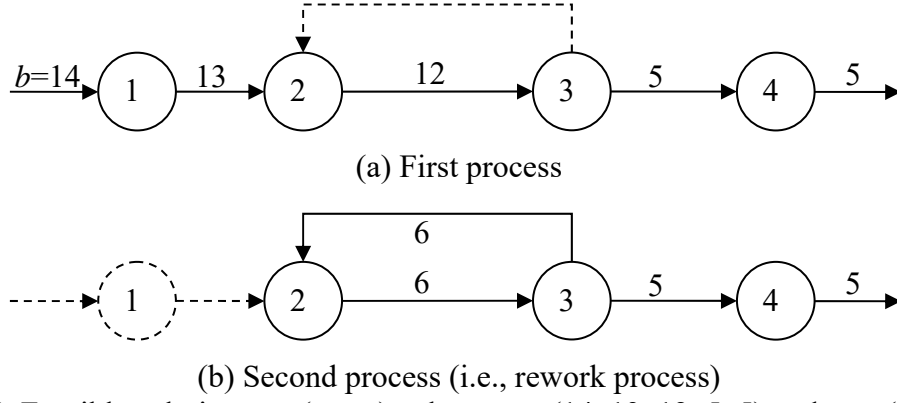 b=14 1 13 2 12 3 5 4 5
(a) First process
6
1 2 6 3 5 4 5
(b) Second process (i.e., rework process)